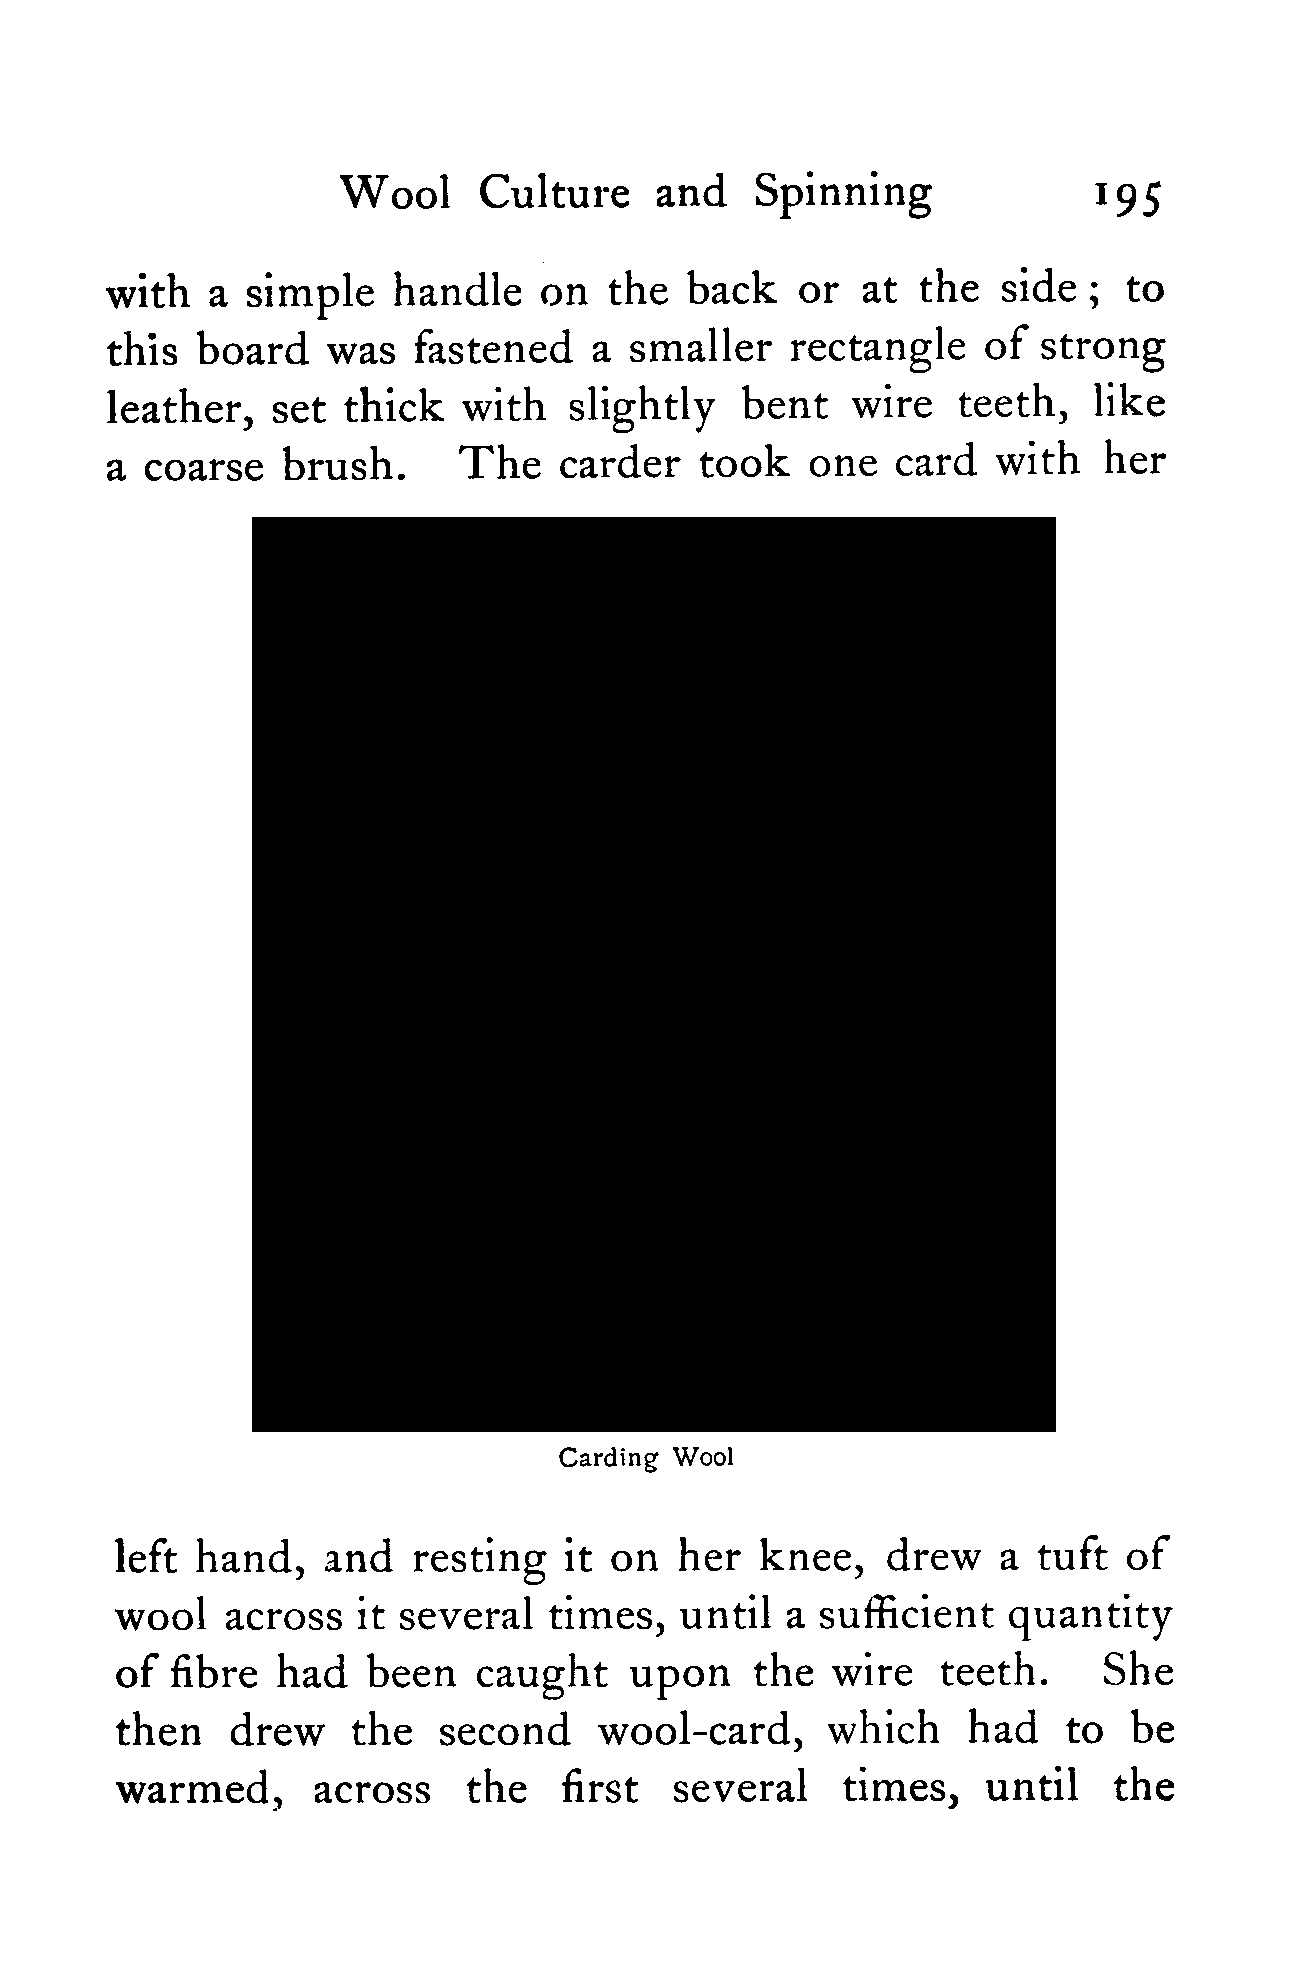 Wool Culture and Spinning 195
with a simple handle on the back or at the side; to
this board was fastened a smaller rectangle of strong
leather, set thick with slightly bent wire teeth, like
a coarse brush. The carder took one card with her
Carding Wool
left hand, and resting it on her knee, drew a tuft of
wool across it several times, until a sufficient quantity
of fibre had been caught upon the wire teeth. She
then drew the second wool-card, which had to be
warmed, across the first several times, until the